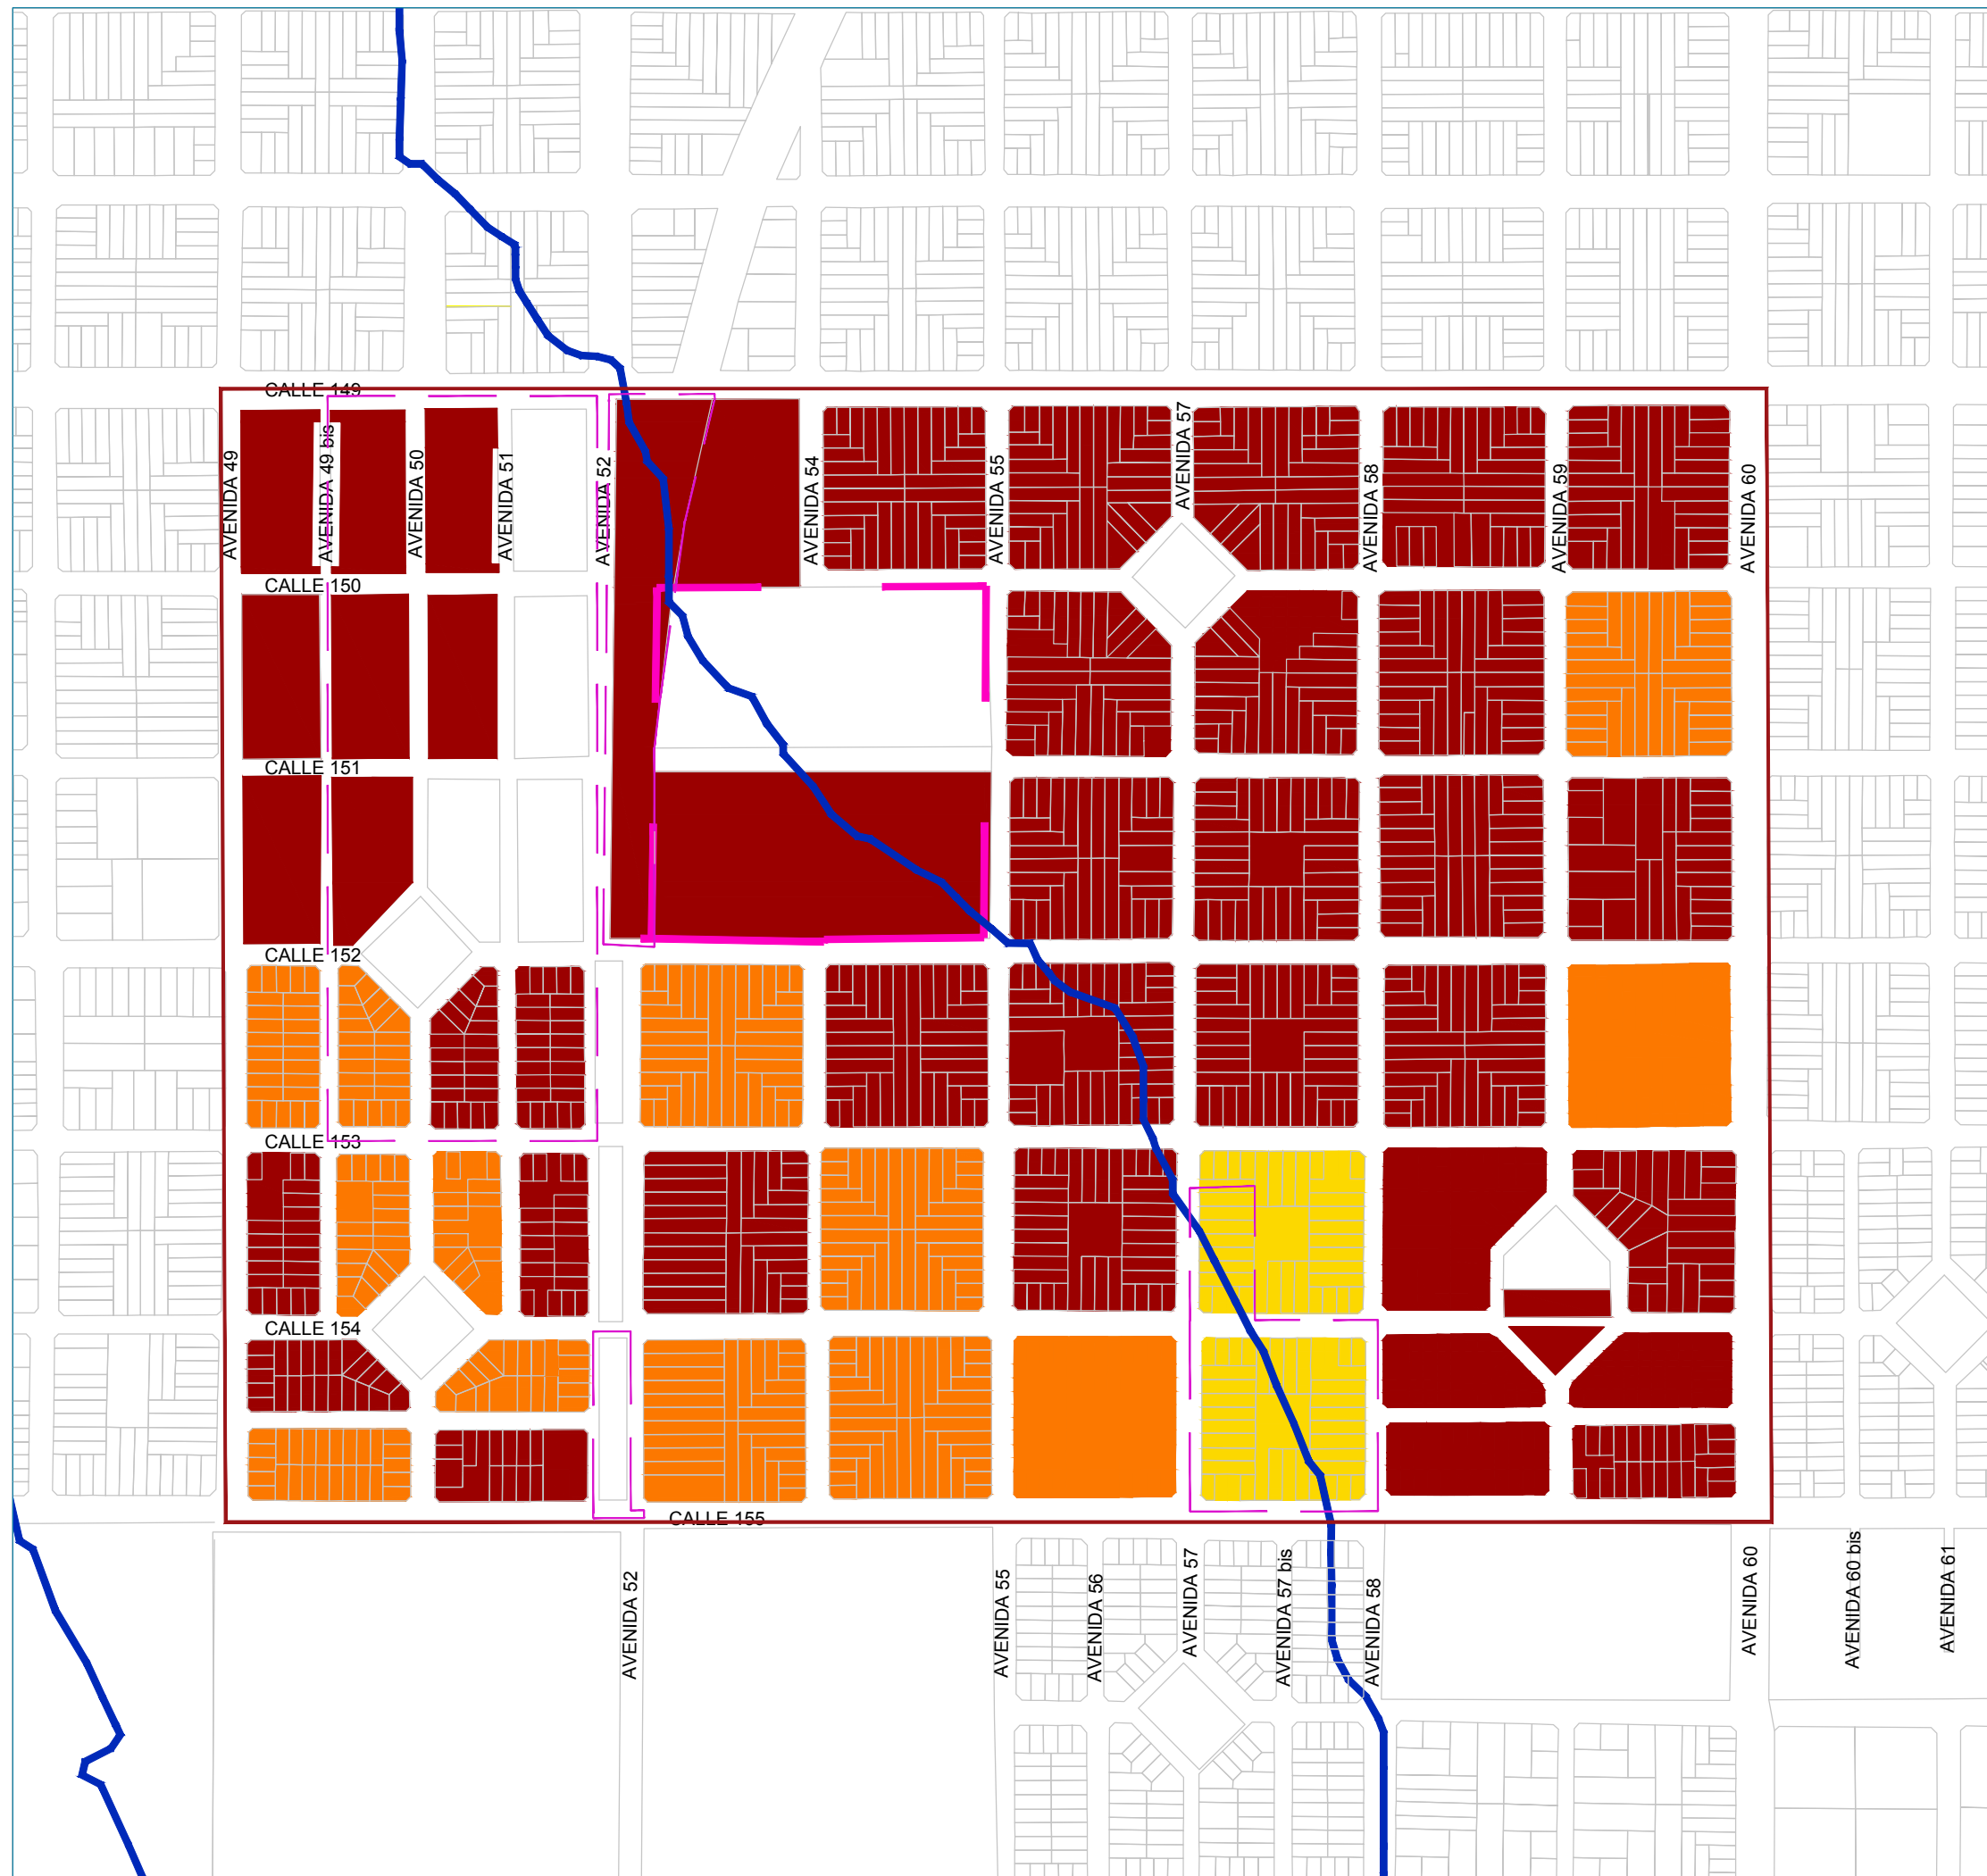 CALLE 149
AVENIDA 49
AVENIDA 49 bis
AVENIDA 50
AVENIDA 51
AVENIDA 52
AVENIDA 54
AVENIDA 55
AVENIDA 57
AVENIDA 58
AVENIDA 59
AVENIDA 60
CALLE 150
CALLE 151
CALLE 152
CALLE 153
CALLE 154
CALLE 155
AVENIDA 52
AVENIDA 55
AVENIDA 56
AVENIDA 57
AVENIDA 57 bis
AVENIDA 58
AVENIDA 60
AVENIDA 60 bis
AVENIDA 61